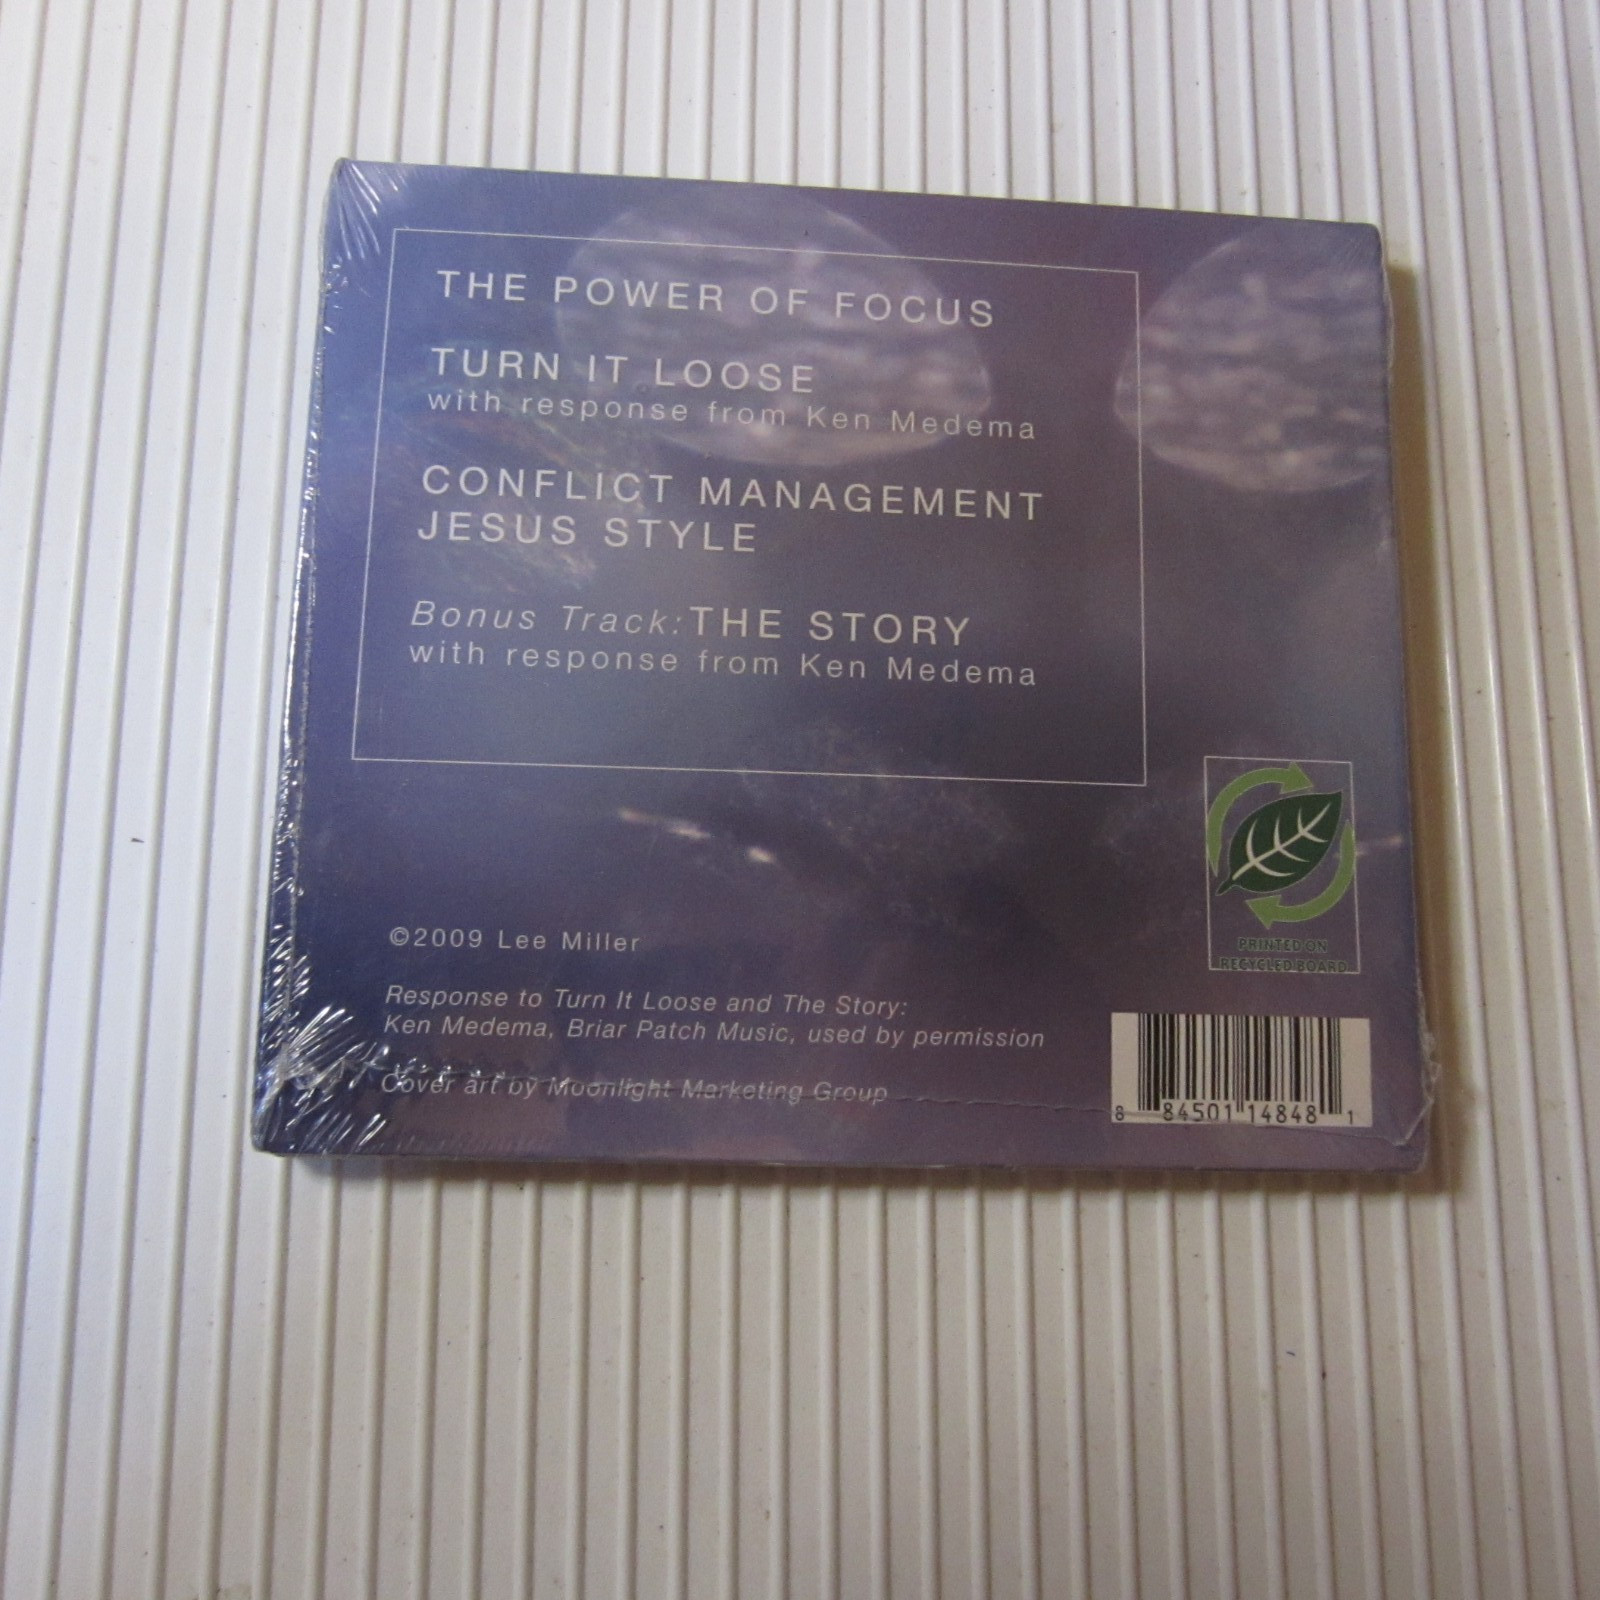 THE POWER OF FOCUS
TURN IT LOOSE
with response from Ken Medema
CONFLICT MANAGEMENT
JESUS STYLE
Bonus Track: THE STORY
with response from Ken Medema
©2009 Lee Miller
Response to Turn It Loose and The Story:
Ken Medema, Briar Patch Music, used by permission
Cover art by Moonlight Marketing Group
PRINTED ON
RECYCLED BOARD
8 84501 14848 1